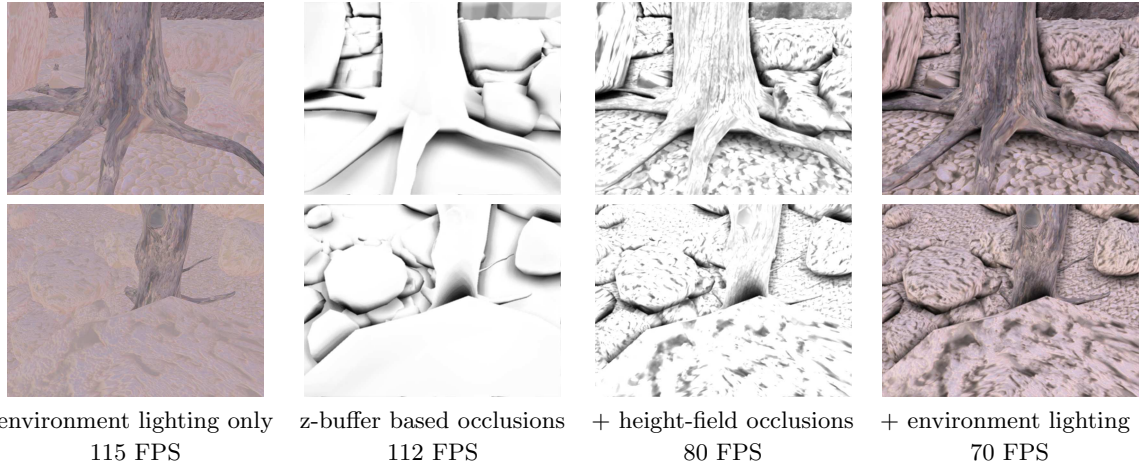 environment lighting only
115 FPS
z-buffer based occlusions
112 FPS
+ height-field occlusions
80 FPS
+ environment lighting
70 FPS